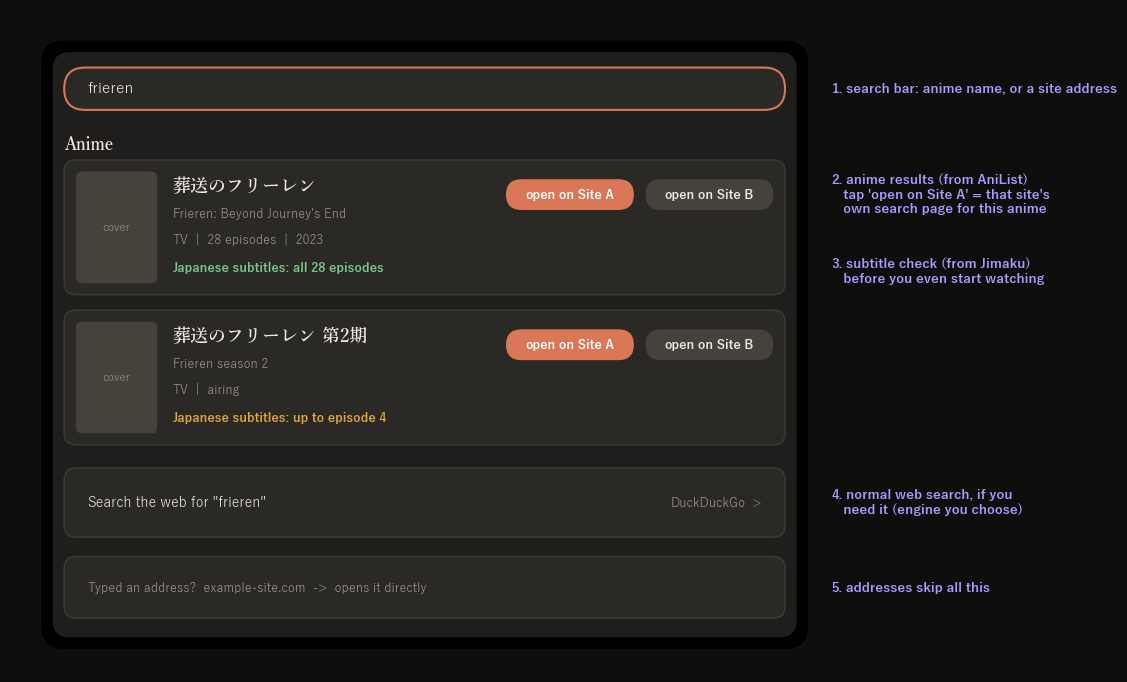 frieren
1. search bar: anime name, or a site address
Anime
cover
葬送のフリーレン
Frieren: Beyond Journey's End
TV | 28 episodes | 2023
Japanese subtitles: all 28 episodes
open on Site A
open on Site B
2. anime results (from AniList)
tap 'open on Site A' = that site's
own search page for this anime
3. subtitle check (from Jimaku)
before you even start watching
cover
葬送のフリーレン 第2期
Frieren season 2
TV | airing
Japanese subtitles: up to episode 4
open on Site A
open on Site B
Search the web for "frieren"
DuckDuckGo >
4. normal web search, if you
need it (engine you choose)
Typed an address? example-site.com -> opens it directly
5. addresses skip all this